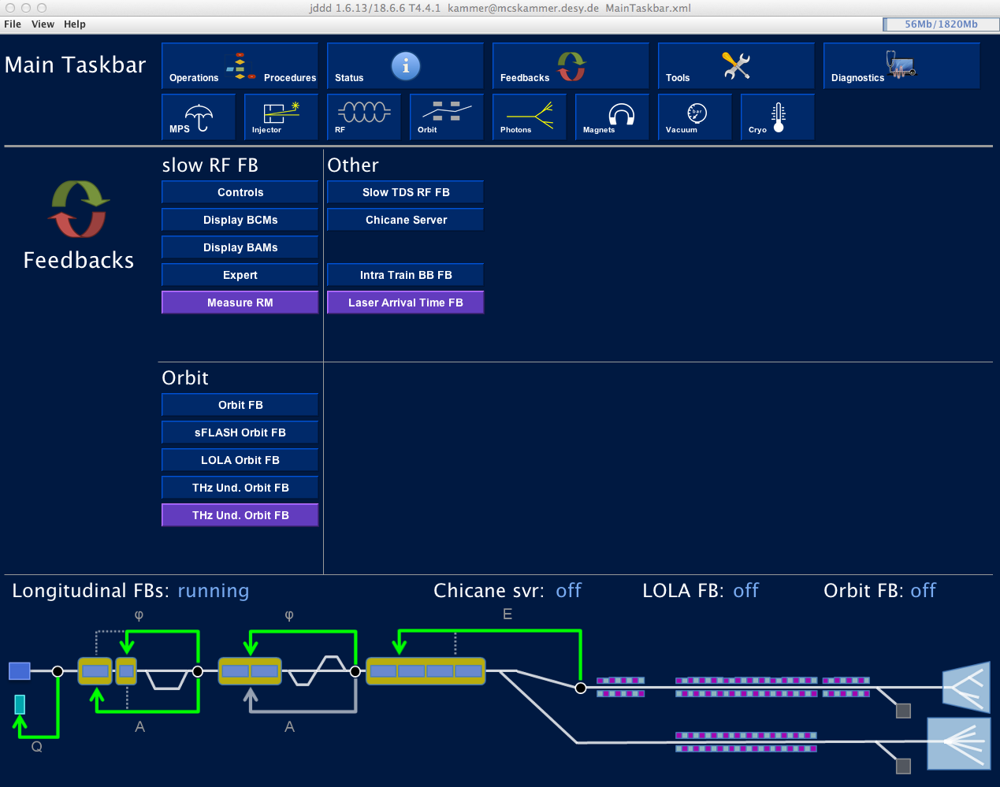 jddd 1.6.13/18.6.6 T4.4.1 kammer@mcskammer.desy.de MainTaskbar.xml
File View Help
56Mb/1820Mb
Main Taskbar
Operations Procedures
Status
Feedbacks
Tools
Diagnostics
MPS
Injector
RF
Orbit
Photons
Magnets
bar
Vacuum
Cryo
Feedbacks
slow RF FB
Controls
Display BCMs
Display BAMs
Expert
Measure RM
Other
Slow TDS RF FB
Chicane Server
Intra Train BB FB
Laser Arrival Time FB
Orbit
Orbit FB
sFLASH Orbit FB
LOLA Orbit FB
THz Und. Orbit FB
THz Und. Orbit FB
Longitudinal FBs: running
Chicane svr: off
LOLA FB: off
Orbit FB: off
φ
φ
E
A
A
Q